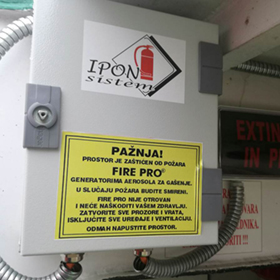 IPON
sistem
PAŽNJA!
PROSTOR JE ZAŠTIĆEN OD POŽARA
FIRE PRO®
GENERATORIMA AEROSOLA ZA GAŠENJE.
U SLUČAJU POŽARA BUDITE SMIRENI.
FIRE PRO NIJE OTROVAN
I NEĆE NAŠKODITI VAŠEM ZDRAVLJU.
ZATVORITE SVE PROZORE I VRATA,
ISKLJUČITE SVE UREĐAJE I VENTILACIJU.
ODMAH NAPUSTITE PROSTOR.
EXTIN
IN P